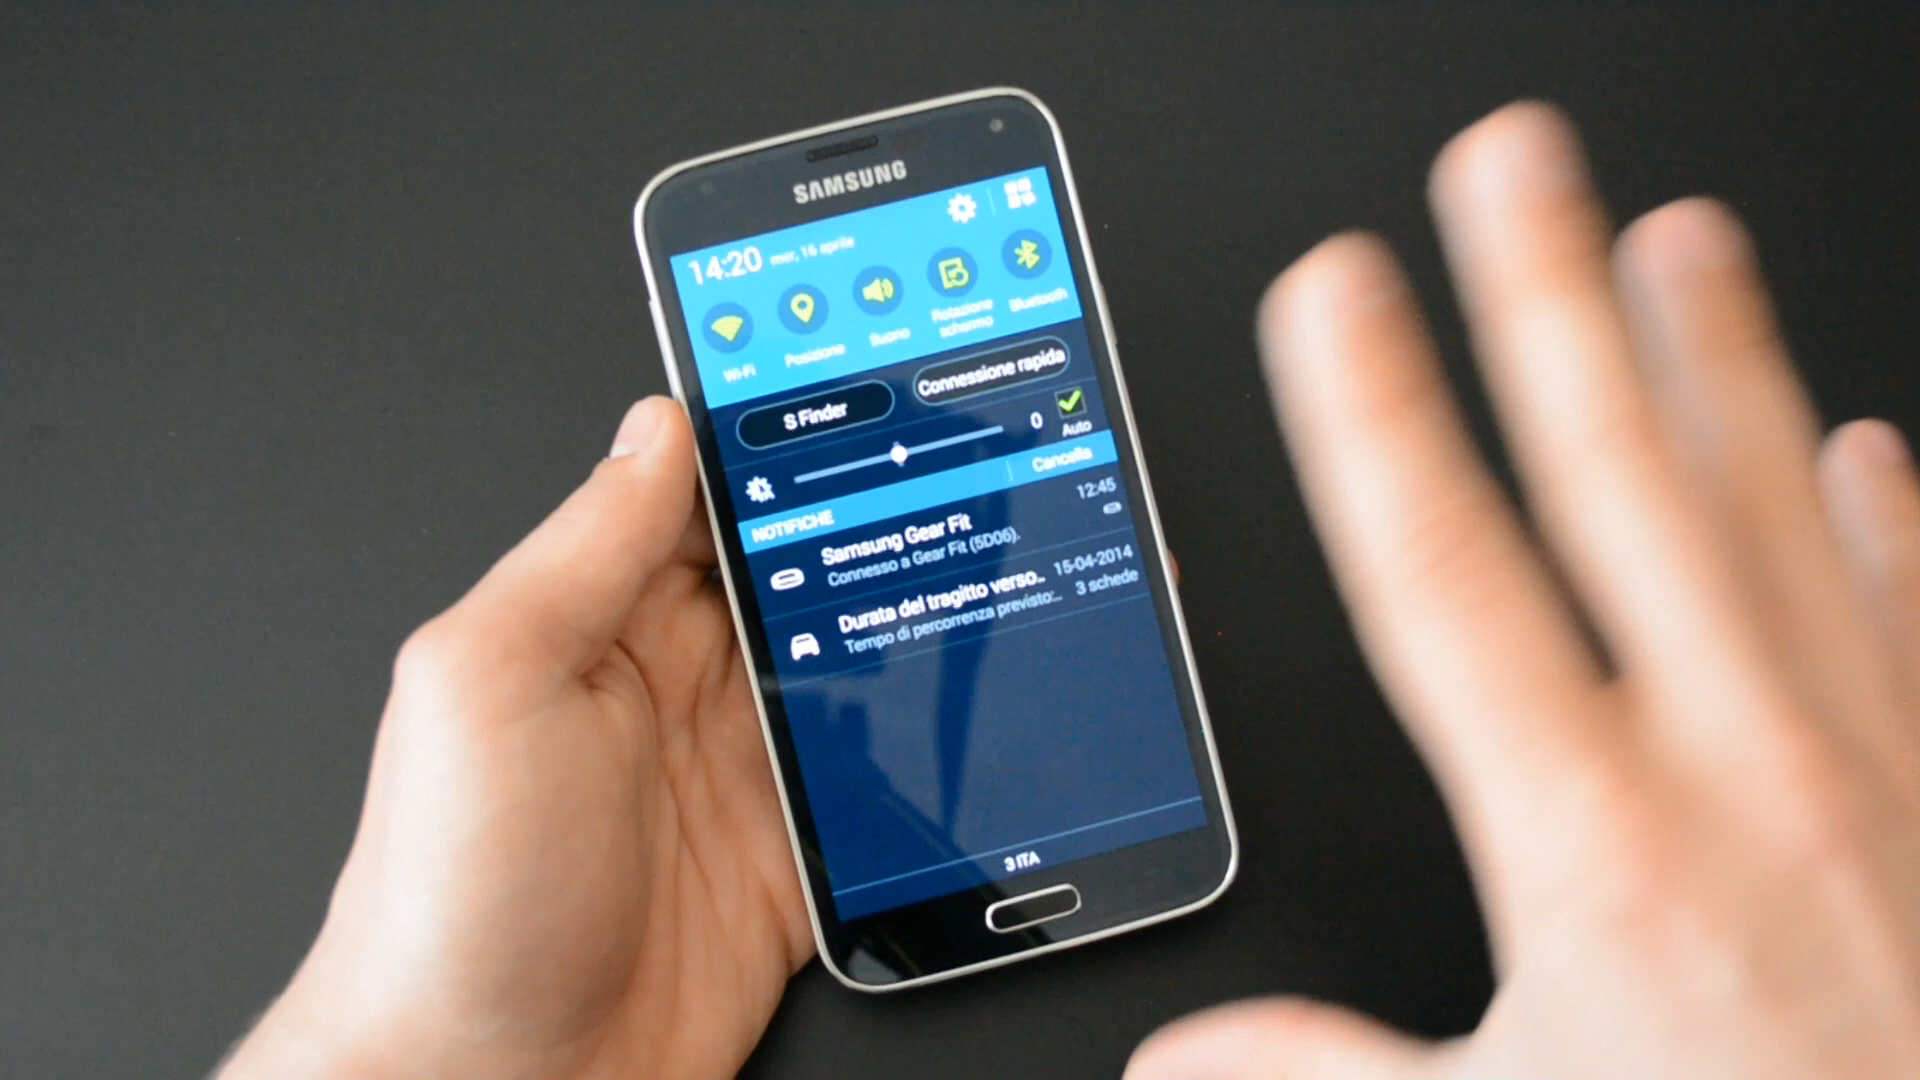 SAMSUNG
14:20 mer, 16 aprile
Wi-Fi
Posizione
Suono
Rotazione
schermo
Bluetooth
S Finder
Connessione rapida
0
Auto
NOTIFICHE
Cancella
Samsung Gear Fit
12:45
Connesso a Gear Fit (5D06).
Durata del tragitto verso..
15-04-2014
Tempo di percorrenza previsto:..
3 schede
3 ITA